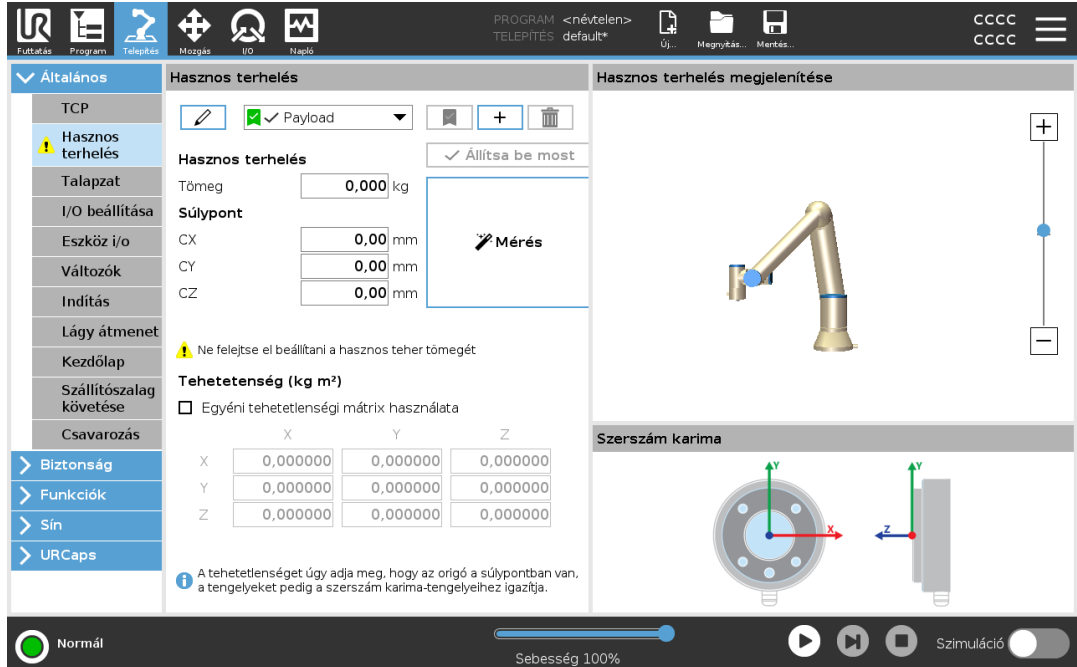 PROGRAM <névtelen>
TELEPÍTÉS default*
CCCC
CCCC
Futtatás Program Telepítés Mozgás I/O Napló Új... Megnyitás... Mentés...
Általános
TCP
Hasznos
terhelés
Talapzat
I/O beállítása
Eszköz i/o
Változók
Indítás
Lágy átmenet
Kezdőlap
Szállítószalag
követése
Csavarozás
Biztonság
Funkciók
Sín
URCaps
Hasznos terhelés
Payload
Állítsa be most
Hasznos terhelés
Tömeg 0,000 kg
Súlypont
CX 0,00 mm
CY 0,00 mm
CZ 0,00 mm
Mérés
Ne felejtse el beállítani a hasznos teher tömegét
Tehetetenség (kg m²)
Egyéni tehetetlenségi mátrix használata
X Y Z
X 0,000000 0,000000 0,000000
Y 0,000000 0,000000 0,000000
Z 0,000000 0,000000 0,000000
A tehetetlenséget úgy adja meg, hogy az origó a súlypontban van,
a tengelyeket pedig a szerszám karima-tengelyeihez igazítja.
Hasznos terhelés megjelenítése
Szerszám karima
Y
X
Y
Z
Normál
Sebesség 100%
Szimuláció